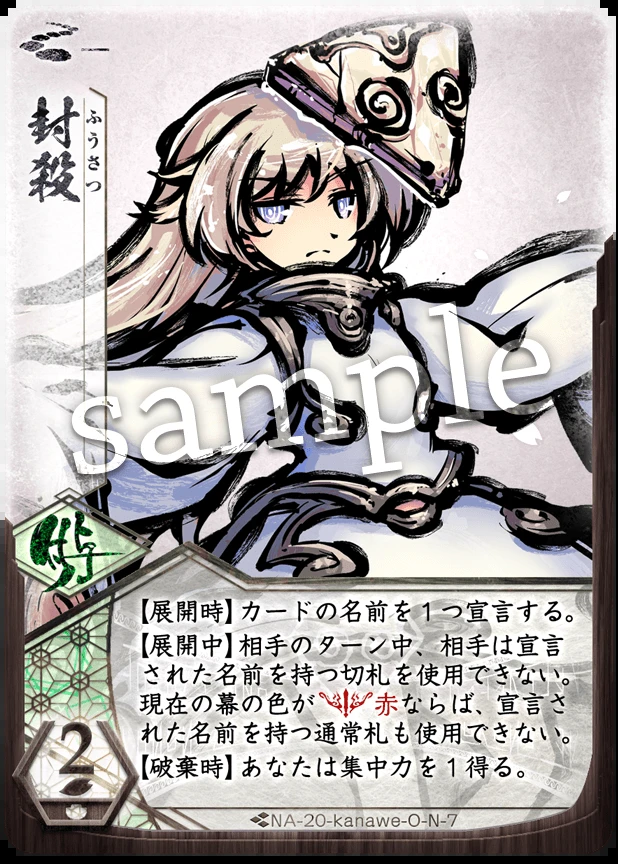 封殺
ふうさつ
sample
付与
【展開時】カードの名前を1つ宣言する。
【展開中】相手のターン中、相手は宣言
された名前を持つ切札を使用できない。
現在の幕の色が赤ならば、宣言さ
れた名前を持つ通常札も使用できない。
【破棄時】あなたは集中力を1得る。
2
NA-20-kanawe-O-N-7